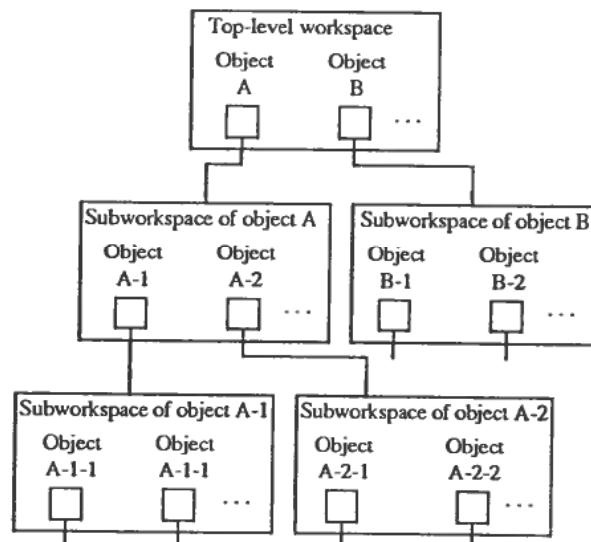 Top-level workspace
Object Object
A B
...
Subworkspace of object A
Object Object
A-1 A-2
...
Subworkspace of object B
Object Object
B-1 B-2
...
Subworkspace of object A-1
Object Object
A-1-1 A-1-1
...
Subworkspace of object A-2
Object Object
A-2-1 A-2-2
...